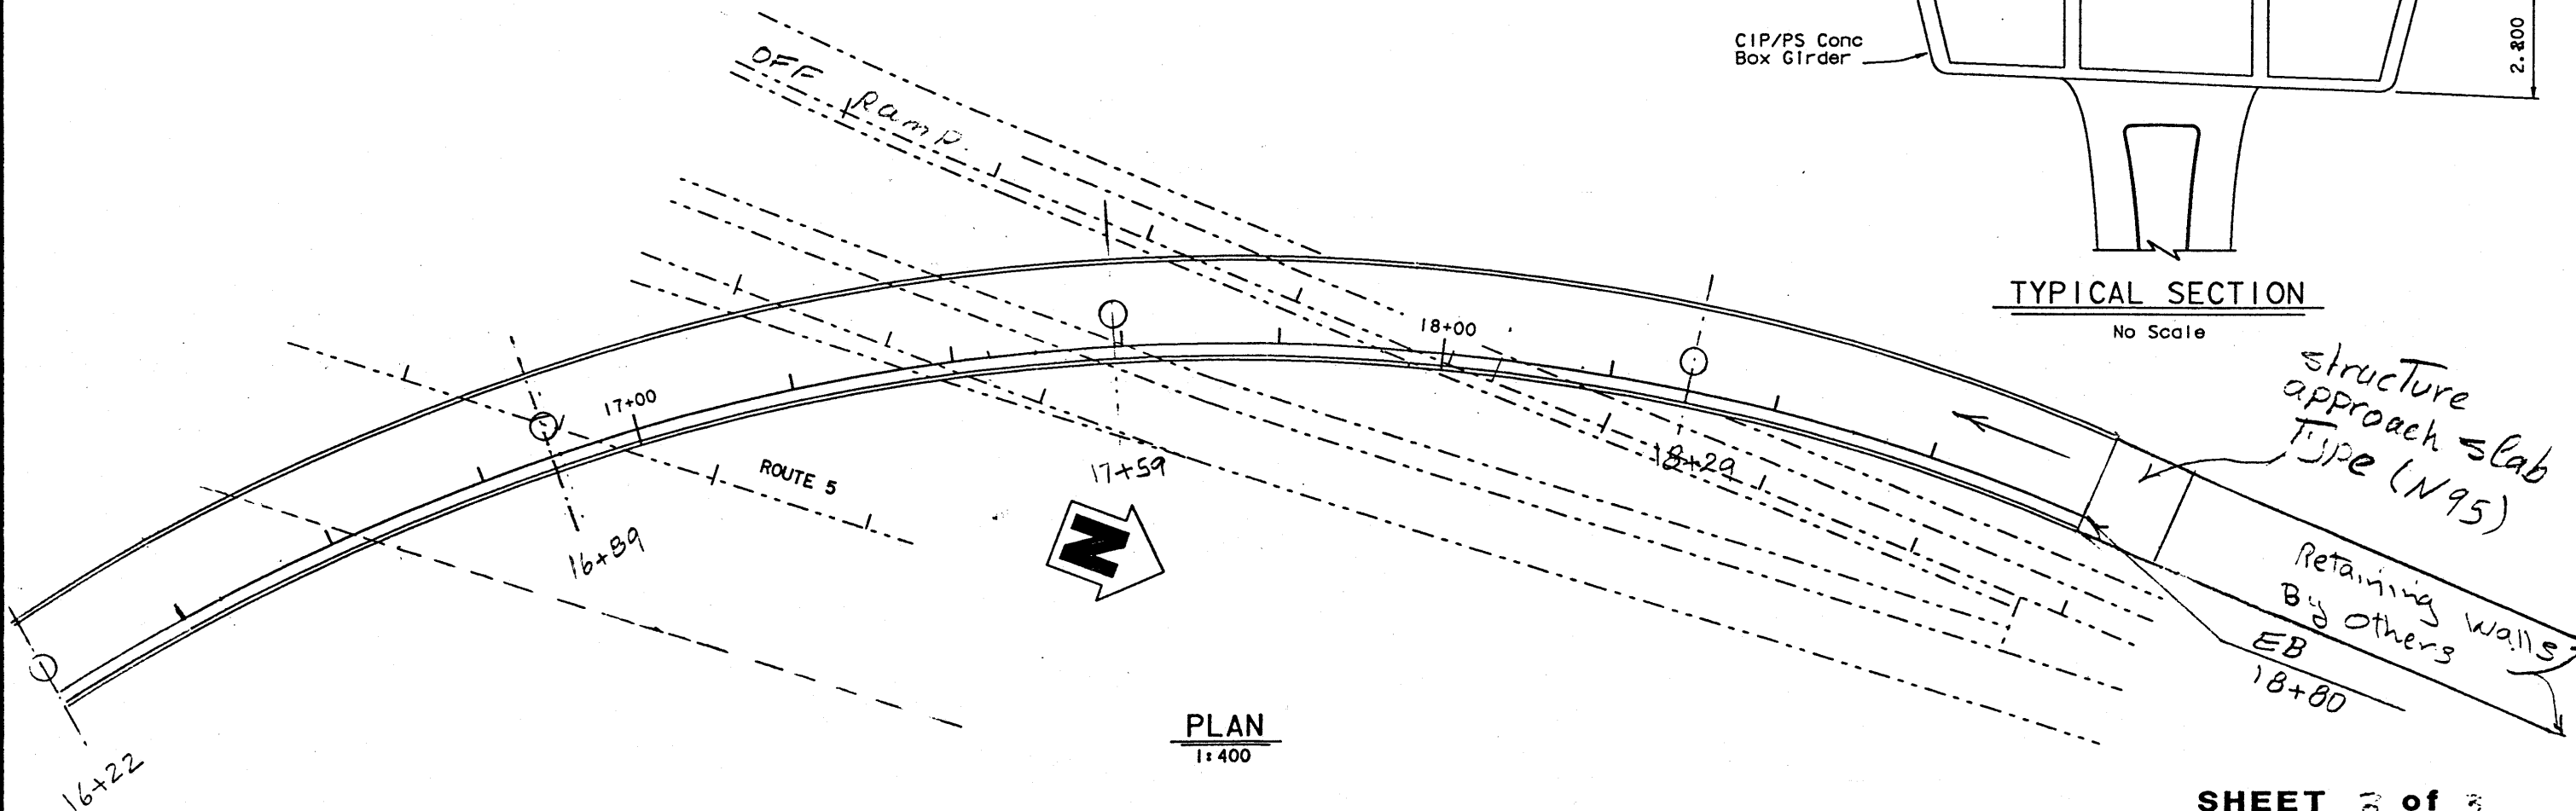 CIP/PS Conc
Box Girder
2.800
TYPICAL SECTION
No Scale
OFF Ramp.
18+00
17+00
ROUTE 5
17+59
18+29
16+89
16+22
N
structure
approach slab
Type (N95)
Retaining walls
By Others
EB
18+80
PLAN
1:400
SHEET of